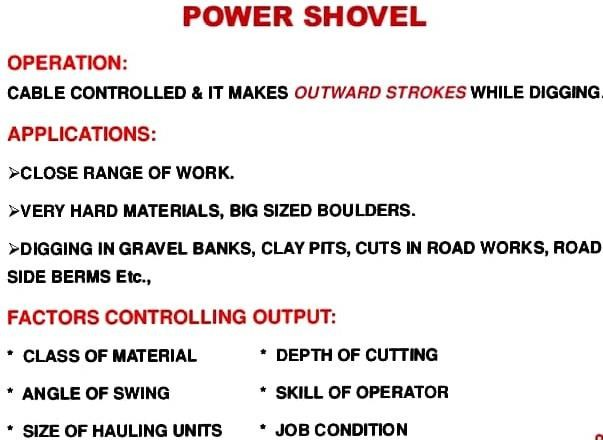 POWER SHOVEL
OPERATION:
CABLE CONTROLLED & IT MAKES OUTWARD STROKES WHILE DIGGING.
APPLICATIONS:
➢CLOSE RANGE OF WORK.
➢VERY HARD MATERIALS, BIG SIZED BOULDERS.
➢DIGGING IN GRAVEL BANKS, CLAY PITS, CUTS IN ROAD WORKS, ROAD
SIDE BERMS Etc.,
FACTORS CONTROLLING OUTPUT:
* CLASS OF MATERIAL * DEPTH OF CUTTING
* ANGLE OF SWING * SKILL OF OPERATOR
* SIZE OF HAULING UNITS * JOB CONDITION